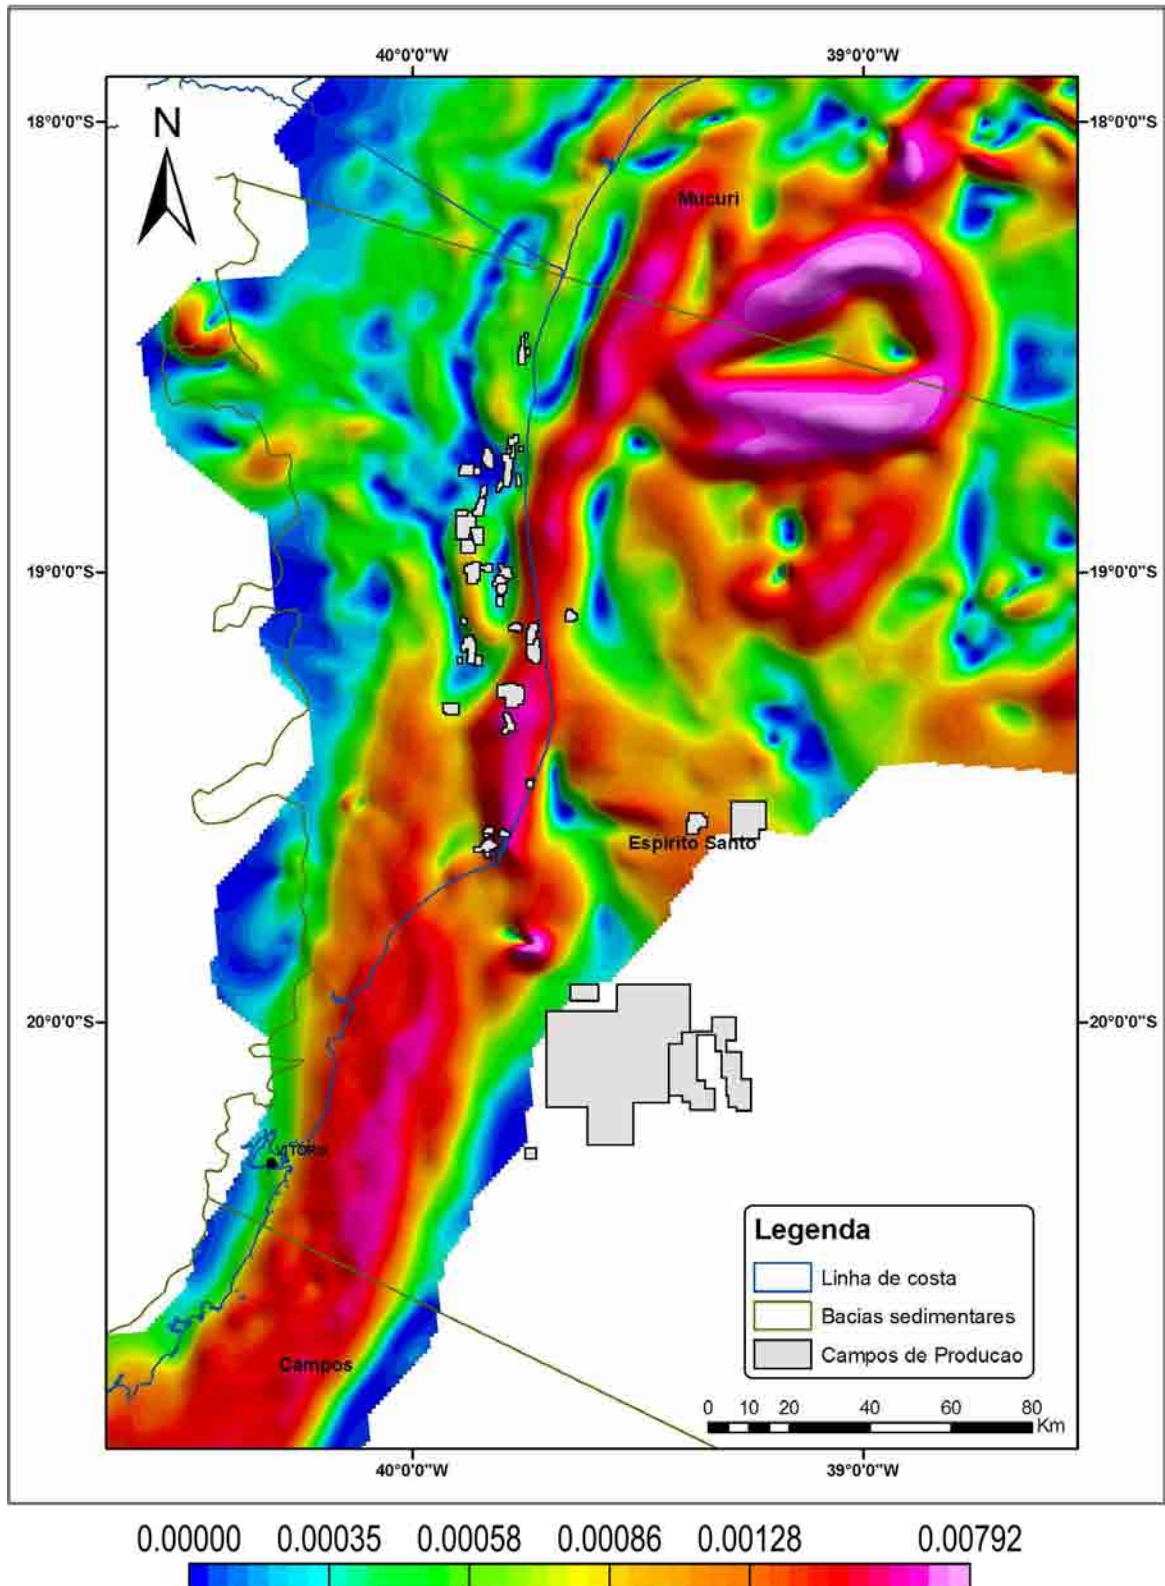 40°0'0"W 39°0'0"W
18°0'0"S 18°0'0"S
N
Mucuri
19°0'0"S 19°0'0"S
Espirito Santo
20°0'0"S 20°0'0"S
VITORIA
Legenda
Linha de costa
Bacias sedimentares
Campos de Producao
Campos
0 10 20 40 60 80
Km
40°0'0"W 39°0'0"W
0.00000 0.00035 0.00058 0.00086 0.00128 0.00792